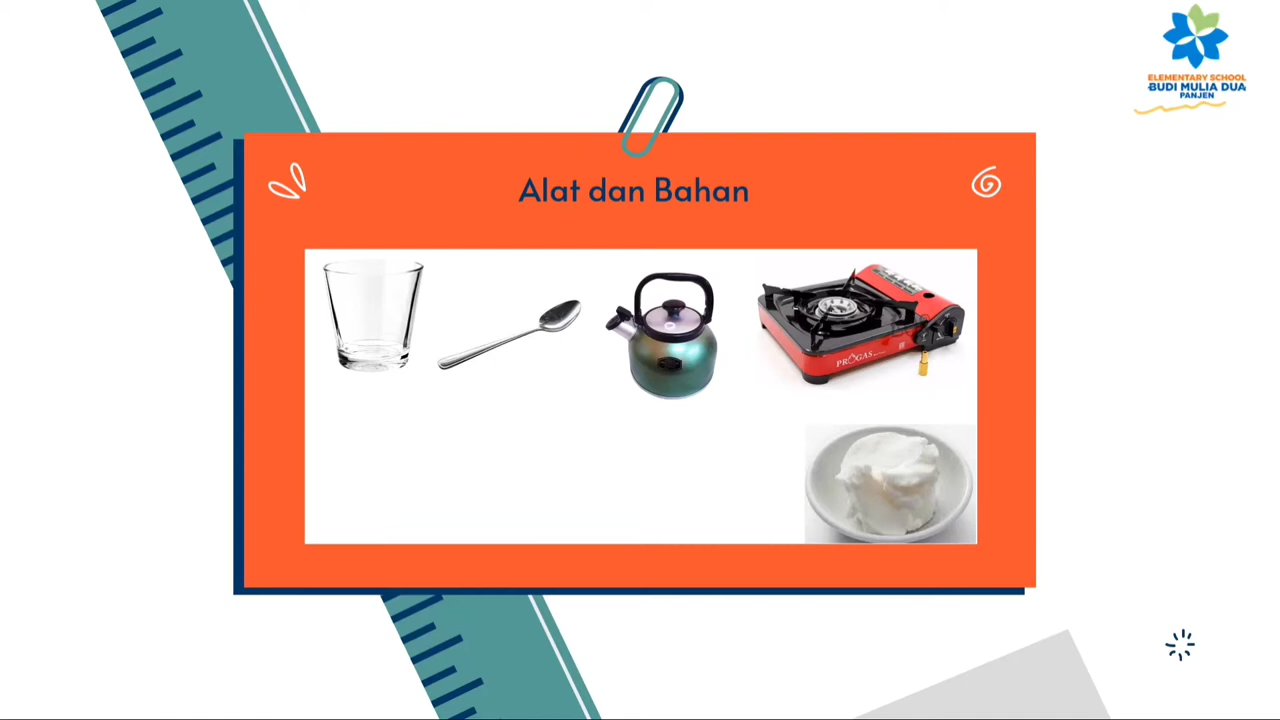 ELEMENTARY SCHOOL
BUDI MULIA DUA
PANJEN
Alat dan Bahan
PROGAS